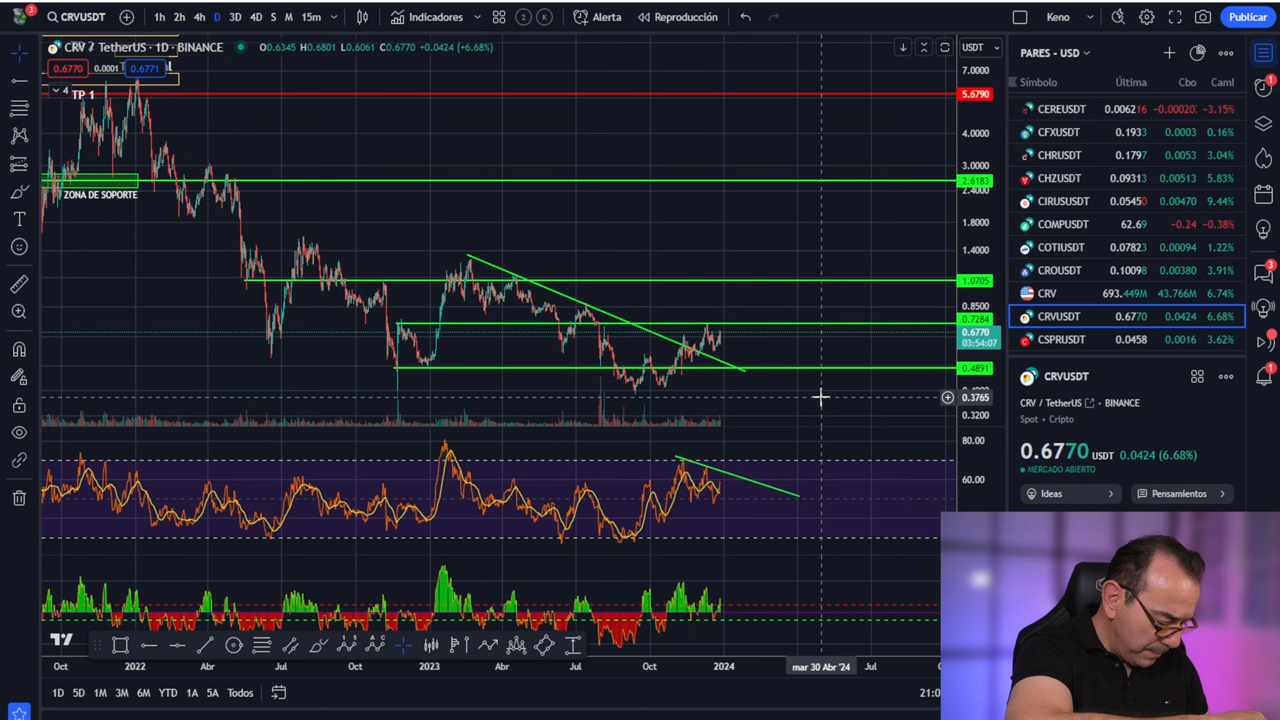 3
CRVUSDT
1h 2h 4h D 3D 4D S M 15m
Indicadores
2 K
Alerta
Reproducción
Keno
Publicar
CRV / TetherUS · 1D · BINANCE
O0.6345 H0.6801 L0.6061 C0.6770 +0.0424 (+6.68%)
USDT
0.6770 0.0001 0.6771
4
TP 1
ZONA DE SOPORTE
7.0000
5.6790
4.0000
3.0000
2.6183
2.4000
1.8000
1.4000
1.0705
0.8500
0.7284
0.6770
03:54:07
0.4891
0.3765
0.3200
80.00
60.00
Oct 2022 Abr Jul Oct 2023 Abr Jul Oct 2024 mar 30 Abr '24 Jul
1D 5D 1M 3M 6M YTD 1A 5A Todos
21:0
PARES - USD
Símbolo Última Cbo Caml
CEREUSDT 0.006216 -0.00020 -3.15%
CFXUSDT 0.1933 0.0003 0.16%
CHRUSDT 0.1797 0.0053 3.04%
CHZUSDT 0.09313 0.00513 5.83%
CIRUSUSDT 0.05450 0.00470 9.44%
COMPUSDT 62.69 -0.24 -0.38%
COTIUSDT 0.07823 0.00094 1.22%
CROUSDT 0.10098 0.00380 3.91%
CRV 693.449M 43.766M 6.74%
CRVUSDT 0.6770 0.0424 6.68%
CSPRUSDT 0.0458 0.0016 3.62%
CRVUSDT
CRV / TetherUS · BINANCE
Spot · Cripto
0.6770 USDT 0.0424 (6.68%)
MERCADO ABIERTO
Ideas
Pensamientos
1
3
1